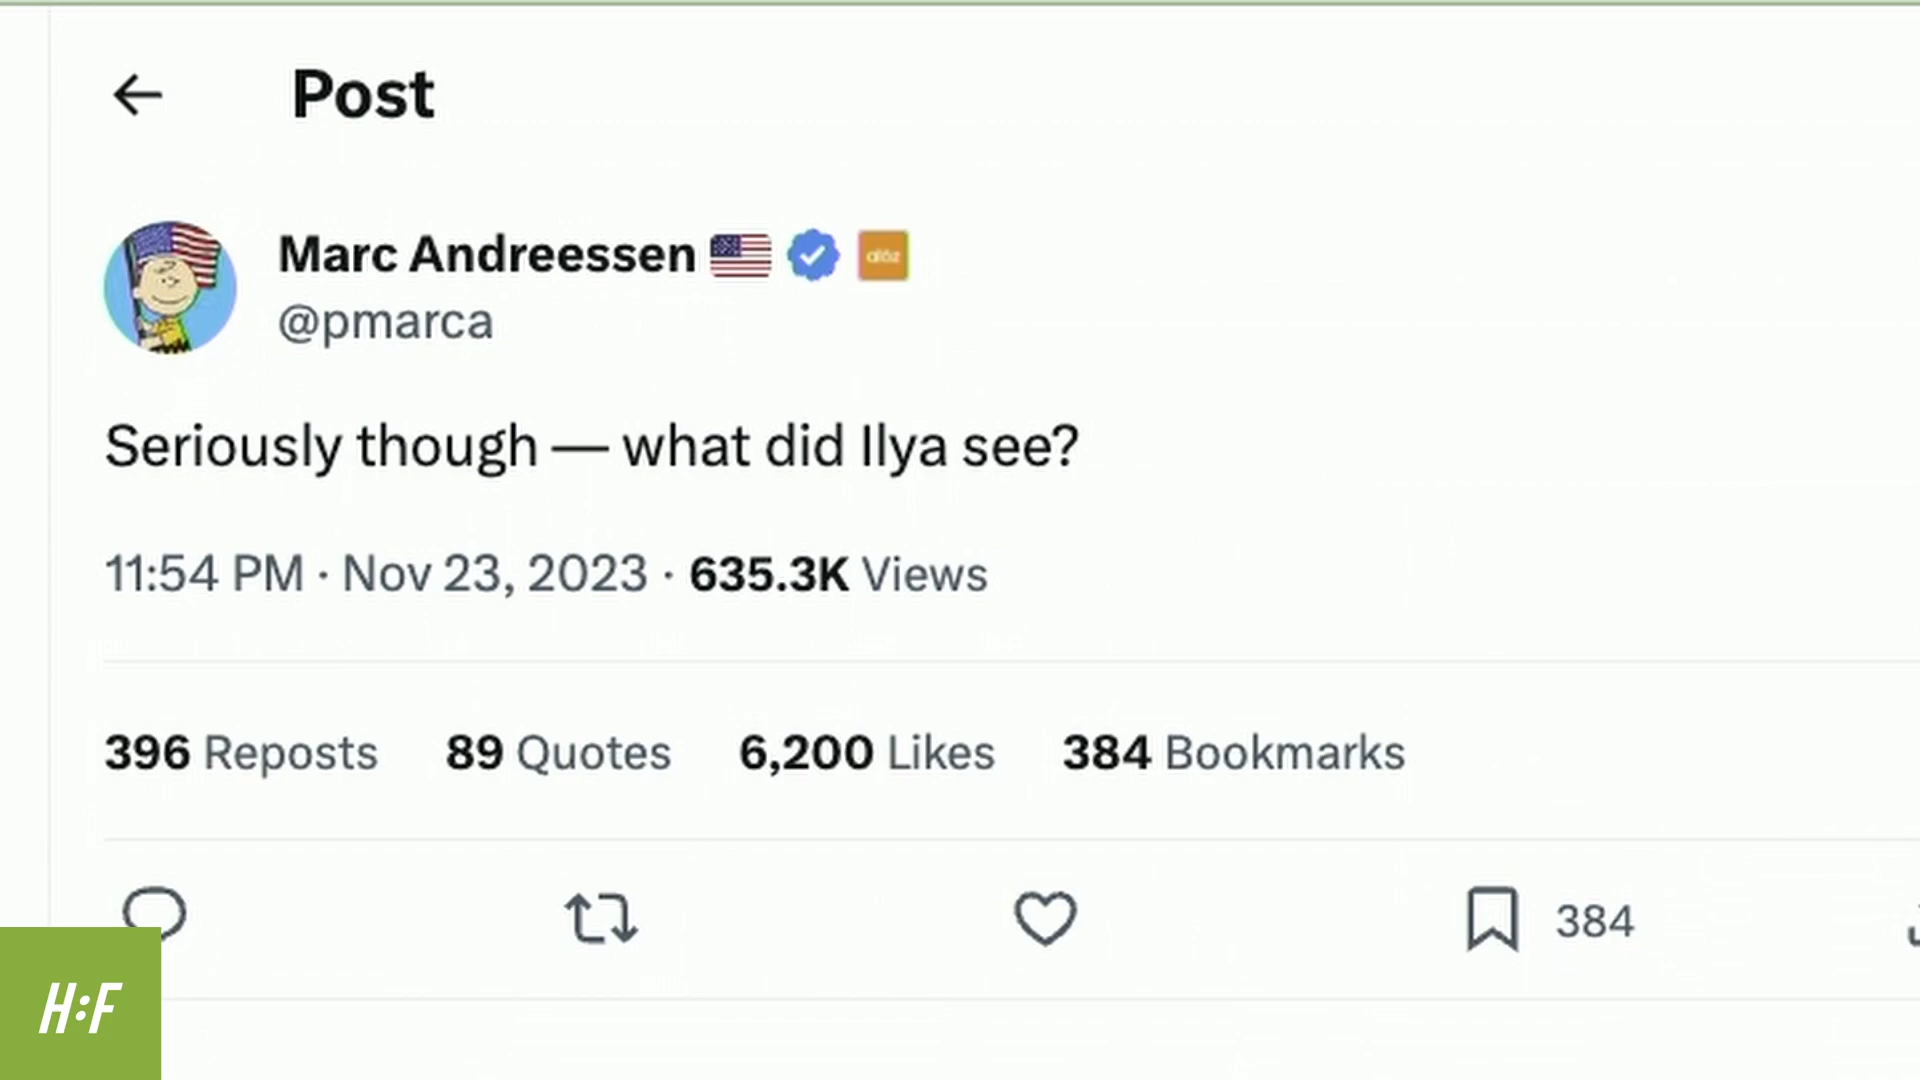 Post
Marc Andreessen
@pmarca
Seriously though — what did Ilya see?
11:54 PM · Nov 23, 2023 · 635.3K Views
396 Reposts 89 Quotes 6,200 Likes 384 Bookmarks
384
H:F